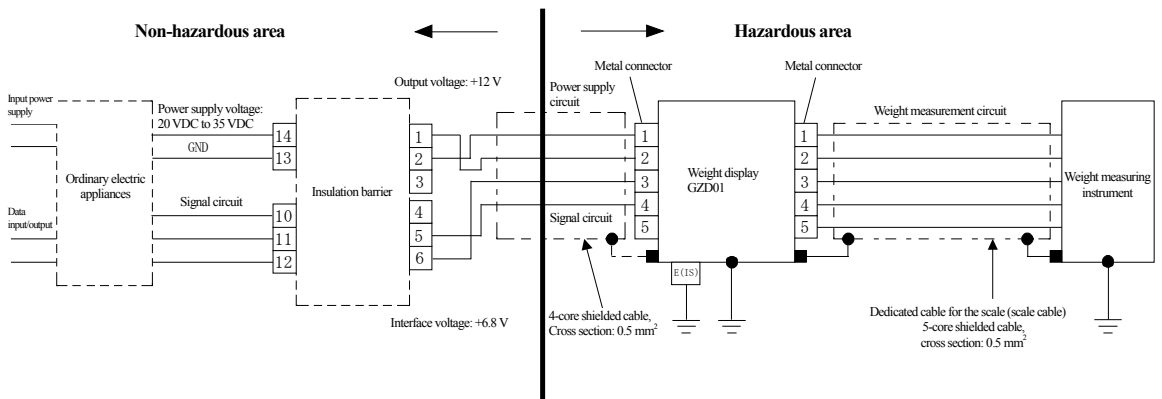 Non-hazardous area
Hazardous area
Output voltage: +12 V
Input power
supply
Power supply voltage:
20 VDC to 35 VDC
GND
Ordinary electric
appliances
Data
input/output
Signal circuit
14
13
10
11
12
Insulation barrier
1
2
3
4
5
6
Interface voltage: +6.8 V
Power supply
circuit
Signal circuit
4-core shielded cable,
Cross section: 0.5 mm²
Metal connector
1
2
3
4
5
Weight display
GZD01
E(IS)
Metal connector
1
2
3
4
5
Weight measurement circuit
Dedicated cable for the scale (scale cable)
5-core shielded cable,
cross section: 0.5 mm²
Weight measuring
instrument